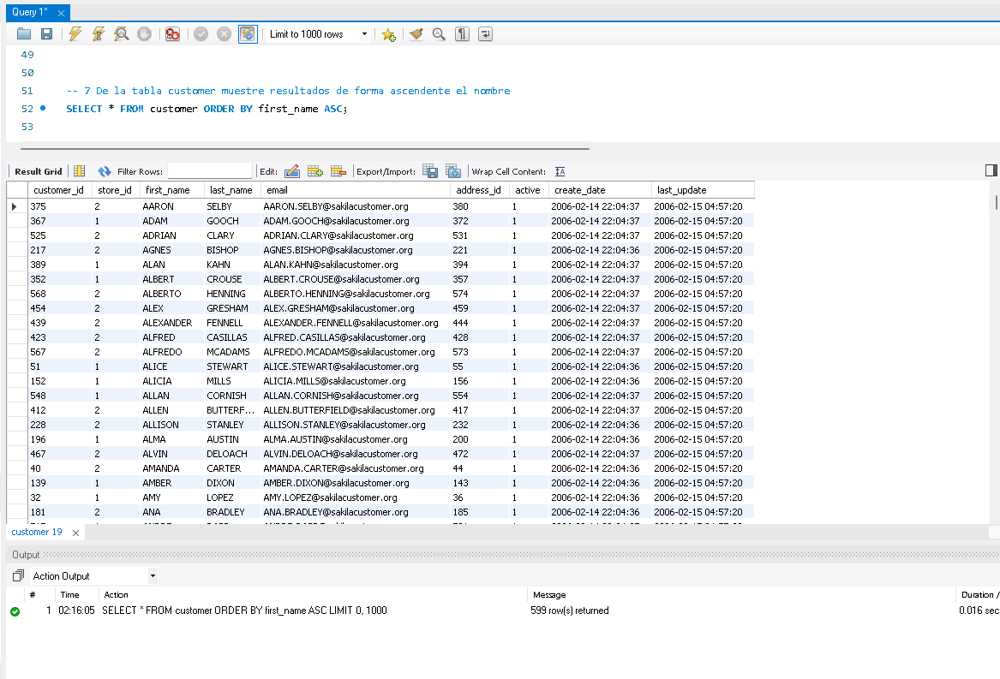 Query 1*
Limit to 1000 rows
49
50
51 -- 7 De la tabla customer muestre resultados de forma ascendente el nombre
52 SELECT * FROM customer ORDER BY first_name ASC;
53
Result Grid Filter Rows: Edit: Export/Import: Wrap Cell Content:
customer_id store_id first_name last_name email address_id active create_date last_update
375 2 AARON SELBY AARON.SELBY@sakilacustomer.org 380 1 2006-02-14 22:04:37 2006-02-15 04:57:20
367 1 ADAM GOOCH ADAM.GOOCH@sakilacustomer.org 372 1 2006-02-14 22:04:37 2006-02-15 04:57:20
525 2 ADRIAN CLARY ADRIAN.CLARY@sakilacustomer.org 531 1 2006-02-14 22:04:37 2006-02-15 04:57:20
217 2 AGNES BISHOP AGNES.BISHOP@sakilacustomer.org 221 1 2006-02-14 22:04:36 2006-02-15 04:57:20
389 1 ALAN KAHN ALAN.KAHN@sakilacustomer.org 394 1 2006-02-14 22:04:37 2006-02-15 04:57:20
352 1 ALBERT CROUSE ALBERT.CROUSE@sakilacustomer.org 357 1 2006-02-14 22:04:37 2006-02-15 04:57:20
568 2 ALBERTO HENNING ALBERTO.HENNING@sakilacustomer.org 574 1 2006-02-14 22:04:37 2006-02-15 04:57:20
454 2 ALEX GRESHAM ALEX.GRESHAM@sakilacustomer.org 459 1 2006-02-14 22:04:37 2006-02-15 04:57:20
439 2 ALEXANDER FENNELL ALEXANDER.FENNELL@sakilacustomer.org 444 1 2006-02-14 22:04:37 2006-02-15 04:57:20
423 2 ALFRED CASILLAS ALFRED.CASILLAS@sakilacustomer.org 428 1 2006-02-14 22:04:37 2006-02-15 04:57:20
567 2 ALFREDO MCADAMS ALFREDO.MCADAMS@sakilacustomer.org 573 1 2006-02-14 22:04:37 2006-02-15 04:57:20
51 1 ALICE STEWART ALICE.STEWART@sakilacustomer.org 55 1 2006-02-14 22:04:36 2006-02-15 04:57:20
152 1 ALICIA MILLS ALICIA.MILLS@sakilacustomer.org 156 1 2006-02-14 22:04:36 2006-02-15 04:57:20
548 1 ALLAN CORNISH ALLAN.CORNISH@sakilacustomer.org 554 1 2006-02-14 22:04:37 2006-02-15 04:57:20
412 2 ALLEN BUTTERF... ALLEN.BUTTERFIELD@sakilacustomer.org 417 1 2006-02-14 22:04:37 2006-02-15 04:57:20
228 2 ALLISON STANLEY ALLISON.STANLEY@sakilacustomer.org 232 1 2006-02-14 22:04:36 2006-02-15 04:57:20
196 1 ALMA AUSTIN ALMA.AUSTIN@sakilacustomer.org 200 1 2006-02-14 22:04:36 2006-02-15 04:57:20
467 2 ALVIN DELOACH ALVIN.DELOACH@sakilacustomer.org 472 1 2006-02-14 22:04:37 2006-02-15 04:57:20
40 2 AMANDA CARTER AMANDA.CARTER@sakilacustomer.org 44 1 2006-02-14 22:04:36 2006-02-15 04:57:20
139 1 AMBER DIXON AMBER.DIXON@sakilacustomer.org 143 1 2006-02-14 22:04:36 2006-02-15 04:57:20
32 1 AMY LOPEZ AMY.LOPEZ@sakilacustomer.org 36 1 2006-02-14 22:04:36 2006-02-15 04:57:20
181 2 ANA BRADLEY ANA.BRADLEY@sakilacustomer.org 185 1 2006-02-14 22:04:36 2006-02-15 04:57:20
customer 19
Output
Action Output
# Time Action Message Duration /
1 02:16:05 SELECT * FROM customer ORDER BY first_name ASC LIMIT 0, 1000 599 row(s) returned 0.016 sec